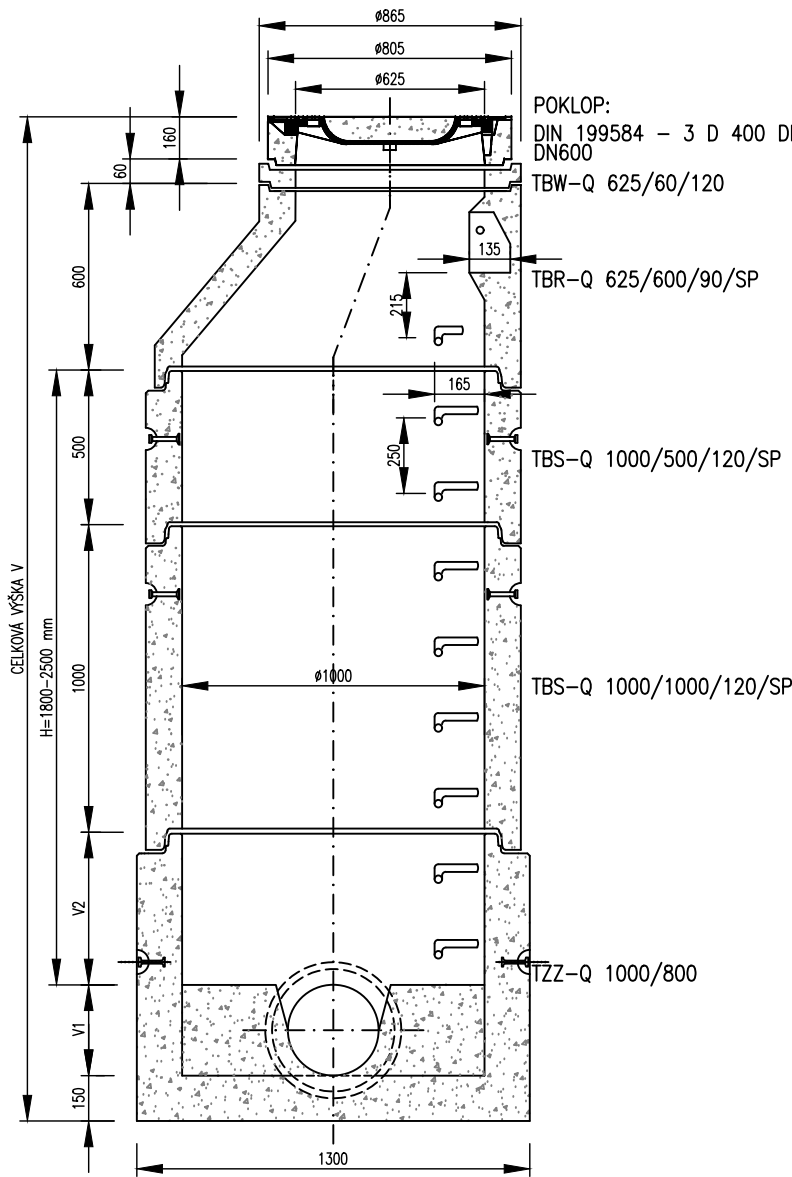 ø865
ø805
ø625
POKLOP:
DIN 199584 - 3 D 400
DN600
160
60
TBW-Q 625/60/120
135
TBR-Q 625/600/90/SP
600
215
165
500
250
TBS-Q 1000/500/120/SP
CELKOVÁ VÝŠKA V
H=1800-2500 mm
1000
ø1000
TBS-Q 1000/1000/120/SP
V2
TZZ-Q 1000/800
V1
150
1300